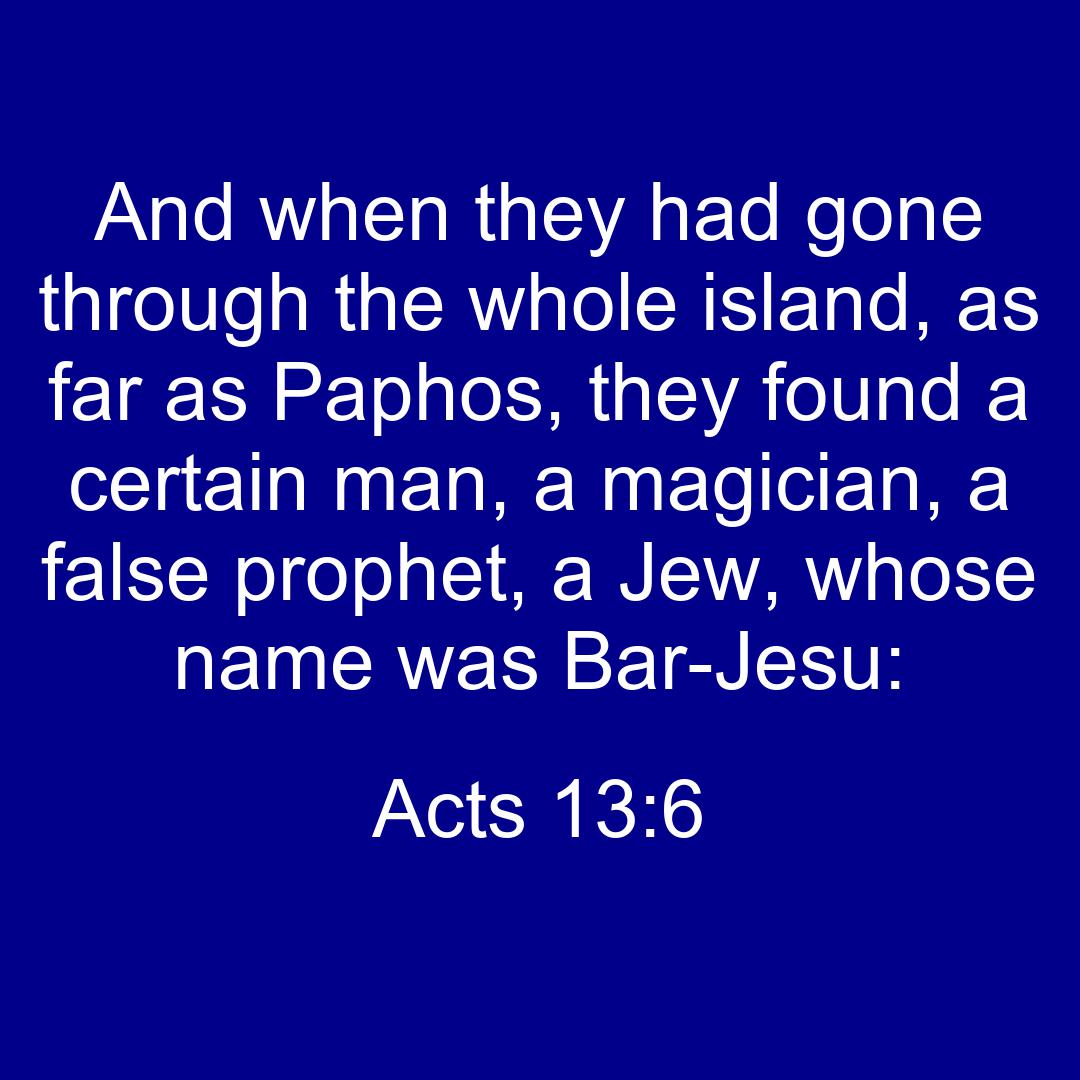 And when they had gone
through the whole island, as
far as Paphos, they found a
certain man, a magician, a
false prophet, a Jew, whose
name was Bar-Jesu:
Acts 13:6